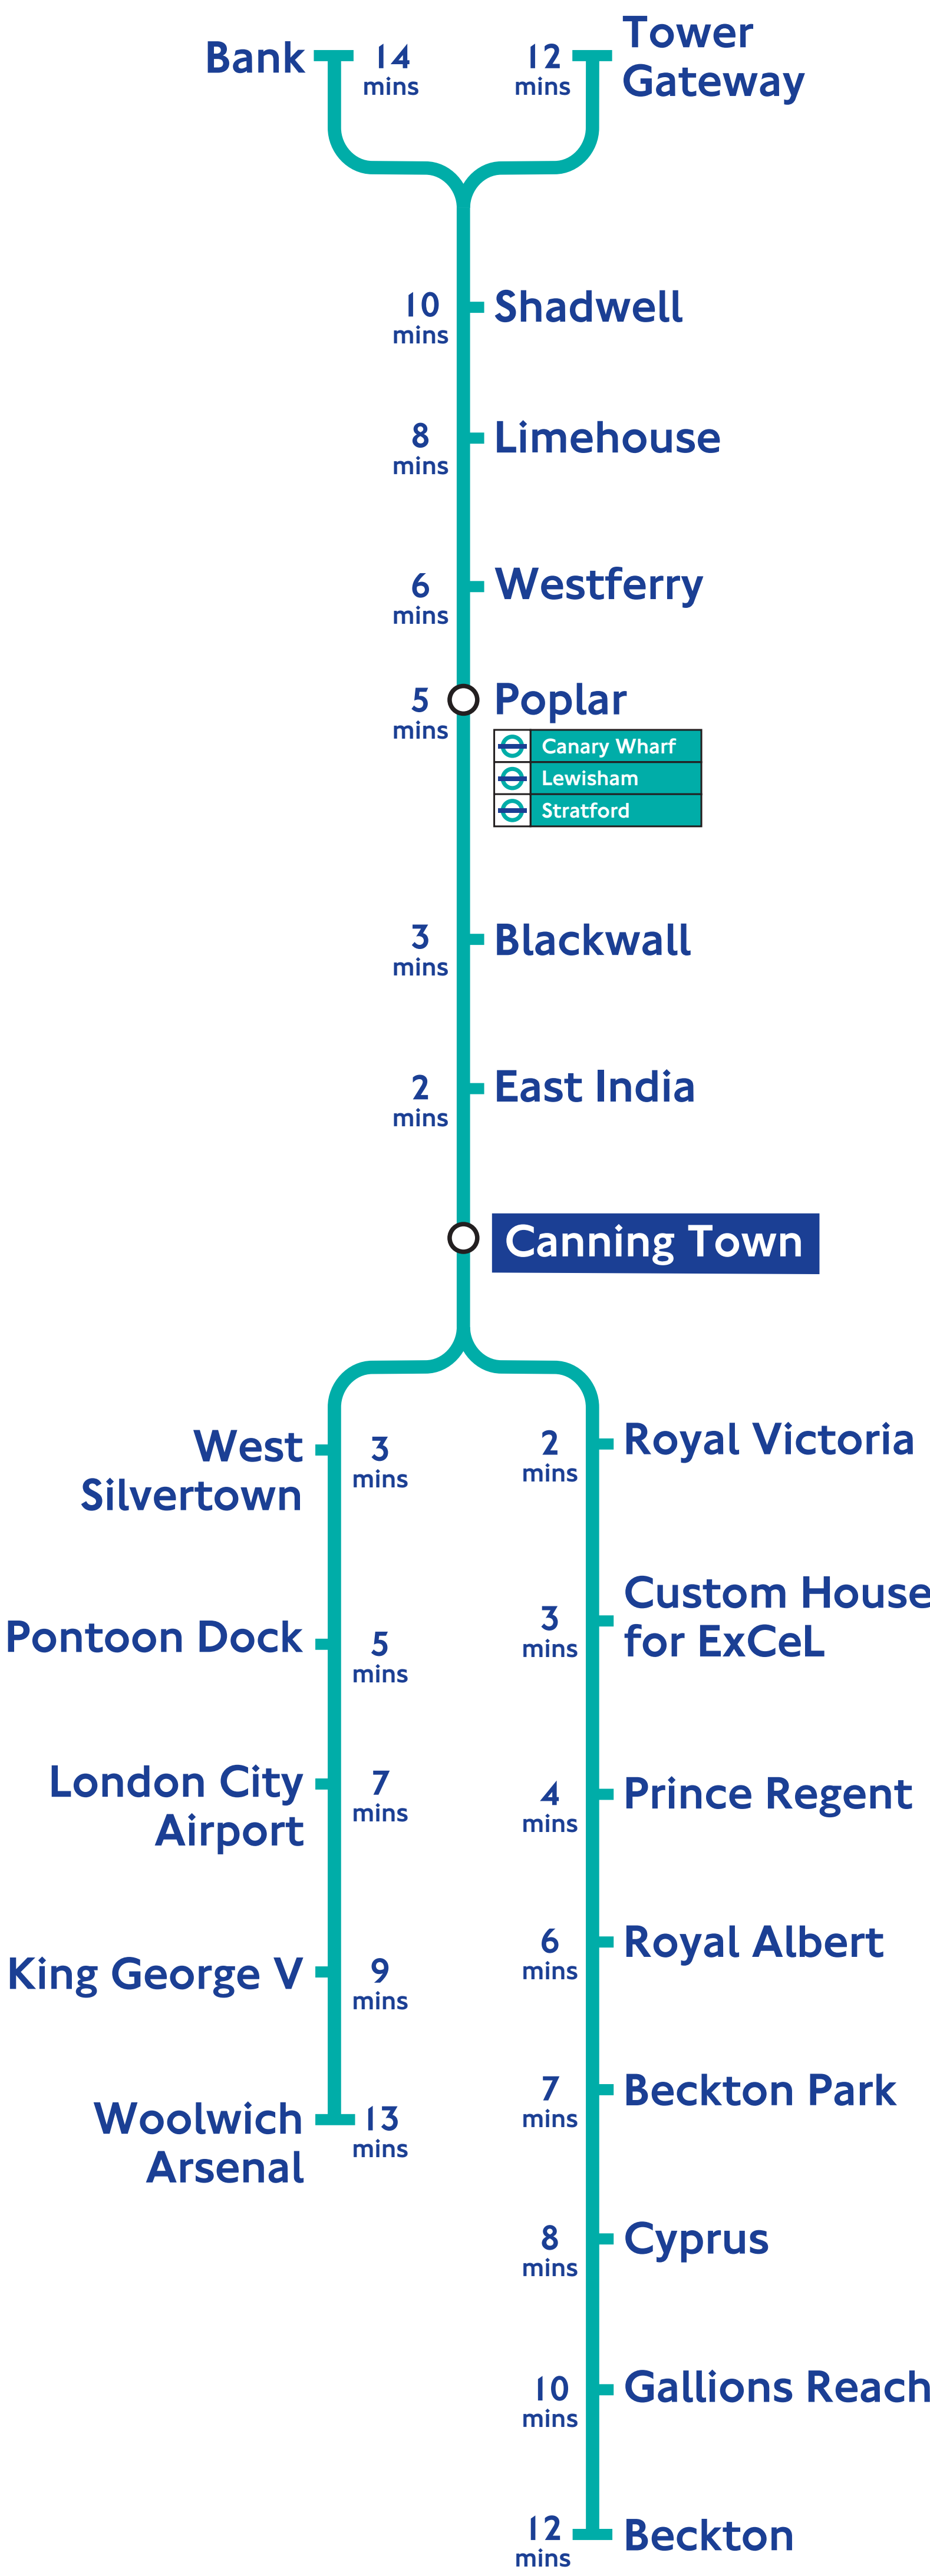 Bank
14
mins
12
mins
Tower
Gateway
10
mins
Shadwell
8
mins
Limehouse
6
mins
Westferry
5
mins
Poplar
Canary Wharf
Lewisham
Stratford
3
mins
Blackwall
2
mins
East India
Canning Town
West
Silvertown
3
mins
2
mins
Royal Victoria
Pontoon Dock
5
mins
3
mins
Custom House
for ExCeL
London City
Airport
7
mins
4
mins
Prince Regent
King George V
9
mins
6
mins
Royal Albert
Woolwich
Arsenal
13
mins
7
mins
Beckton Park
8
mins
Cyprus
10
mins
Gallions Reach
12
mins
Beckton